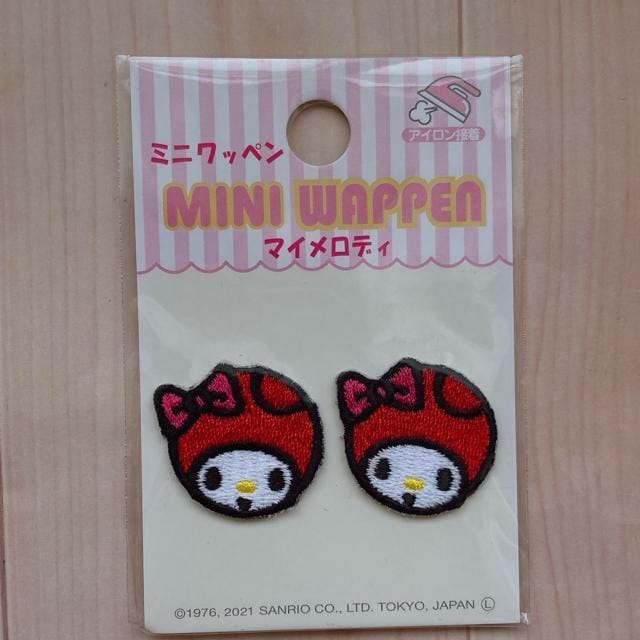 アイロン接着
ミニワッペン
MINI WAPPEN
マイメロディ
©1976, 2021 SANRIO CO., LTD. TOKYO, JAPAN Ⓛ